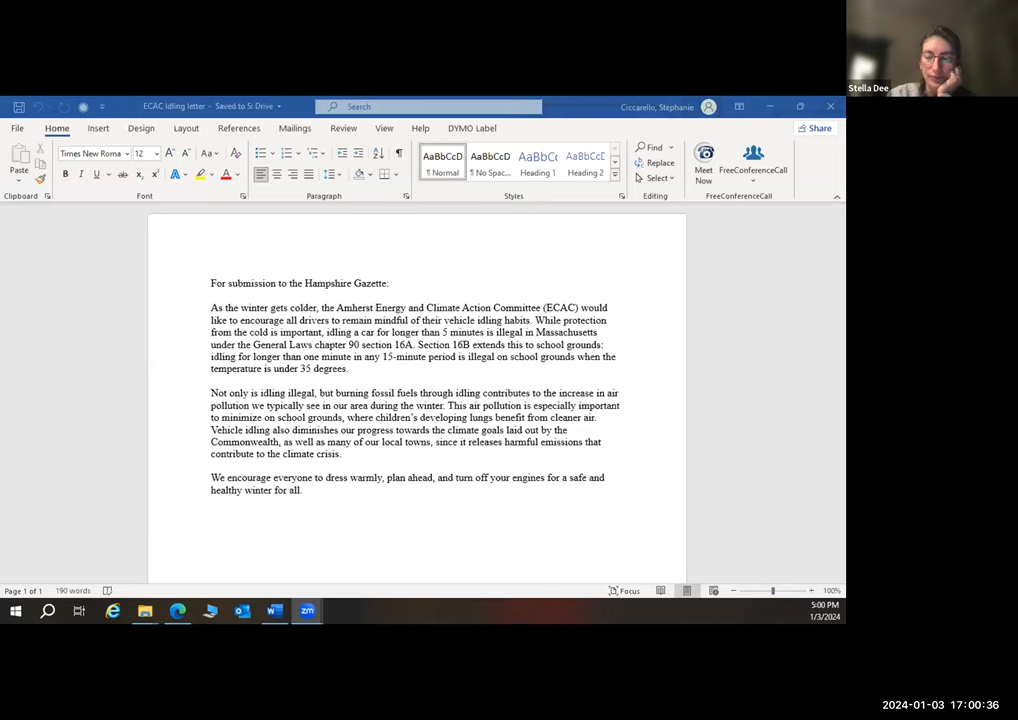 Stella Dee
ECAC Idling letter - Saved to S: Drive
Search
Ciccarello, Stephanie
File Home Insert Design Layout References Mailings Review View Help DYMO Label
Share
Paste
Times New Roma 12
AaBbCcD AaBbCcD AaBbC AaBbCcD
¶ Normal ¶ No Spac... Heading 1 Heading 2
Find
Replace
Select
Meet Now
FreeConferenceCall
Clipboard Font Paragraph Styles Editing FreeConferenceCall
For submission to the Hampshire Gazette:
As the winter gets colder, the Amherst Energy and Climate Action Committee (ECAC) would
like to encourage all drivers to remain mindful of their vehicle idling habits. While protection
from the cold is important, idling a car for longer than 5 minutes is illegal in Massachusetts
under the General Laws chapter 90 section 16A. Section 16B extends this to school grounds:
idling for longer than one minute in any 15-minute period is illegal on school grounds when the
temperature is under 35 degrees.
Not only is idling illegal, but burning fossil fuels through idling contributes to the increase in air
pollution we typically see in our area during the winter. This air pollution is especially important
to minimize on school grounds, where children's developing lungs benefit from cleaner air.
Vehicle idling also diminishes our progress towards the climate goals laid out by the
Commonwealth, as well as many of our local towns, since it releases harmful emissions that
contribute to the climate crisis.
We encourage everyone to dress warmly, plan ahead, and turn off your engines for a safe and
healthy winter for all.
Page 1 of 1 190 words
Focus
100%
zm
5:00 PM
1/3/2024
2024-01-03 17:00:36